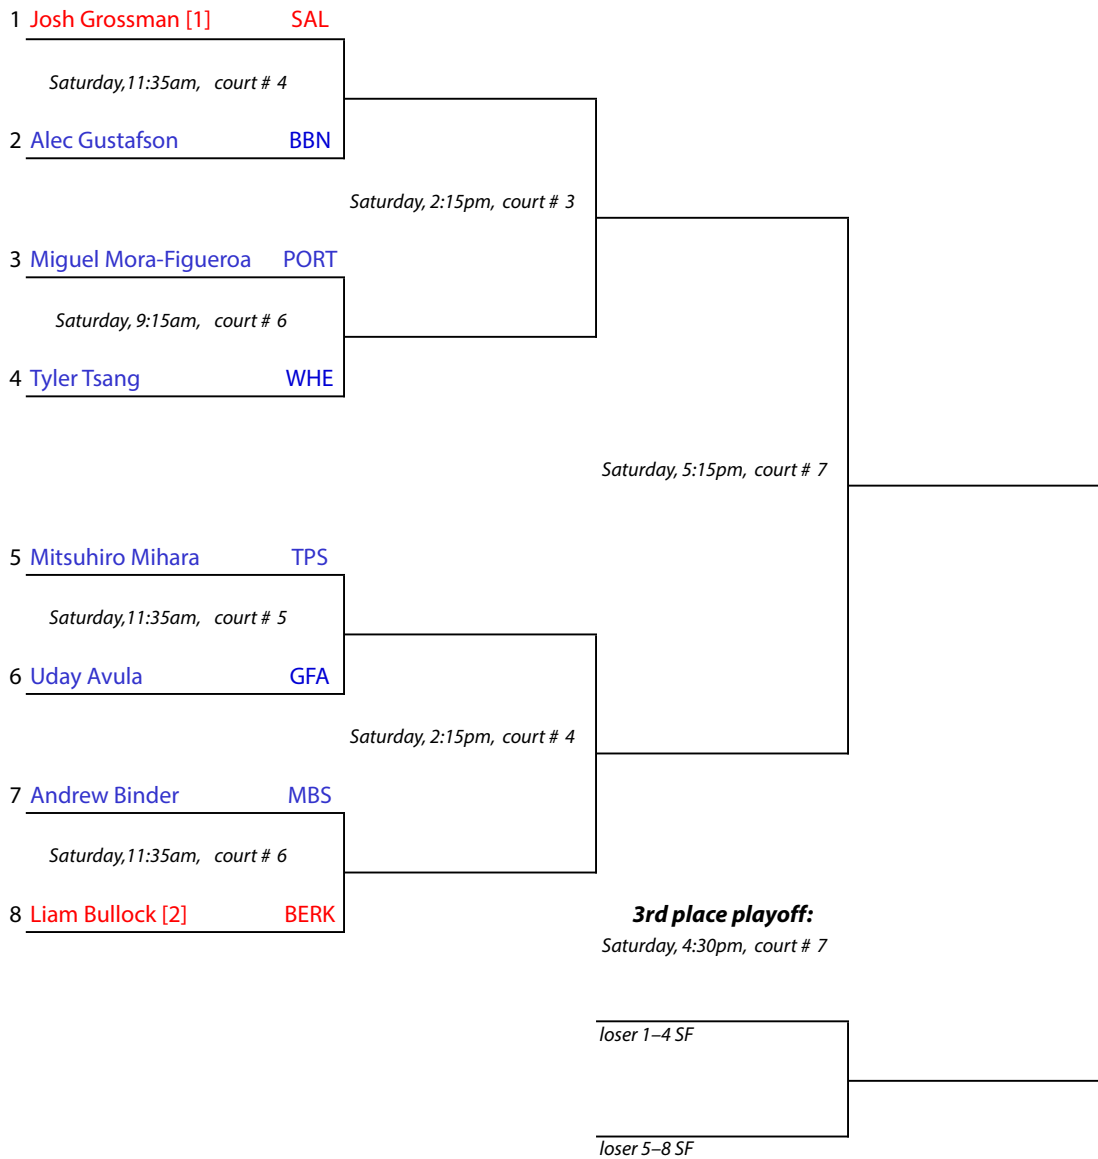 1 Josh Grossman [1] SAL
Saturday,11:35am, court # 4
2 Alec Gustafson BBN
Saturday, 2:15pm, court # 3
3 Miguel Mora-Figueroa PORT
Saturday, 9:15am, court # 6
4 Tyler Tsang WHE
Saturday, 5:15pm, court # 7
5 Mitsuhiro Mihara TPS
Saturday,11:35am, court # 5
6 Uday Avula GFA
Saturday, 2:15pm, court # 4
7 Andrew Binder MBS
Saturday,11:35am, court # 6
8 Liam Bullock [2] BERK
3rd place playoff:
Saturday, 4:30pm, court # 7
loser 1–4 SF
loser 5–8 SF